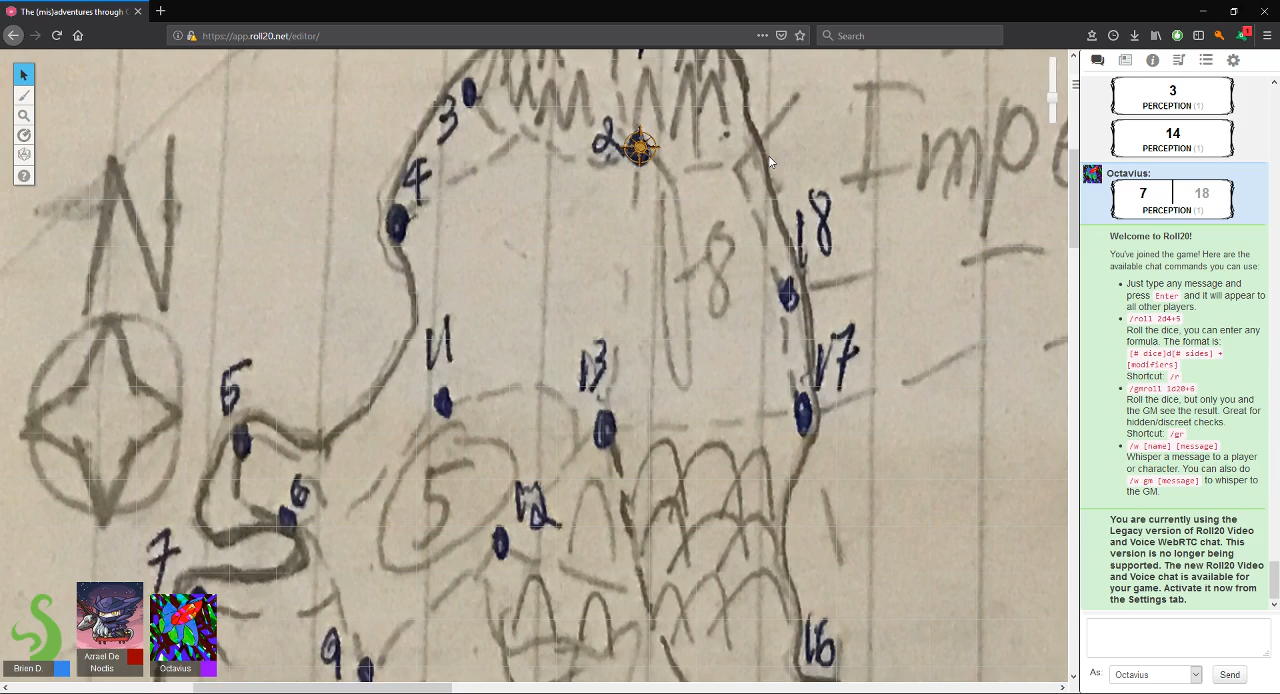 The (mis)adventures through
https://app.roll20.net/editor/
Search
1
N
3
2
4
Imp
18
8
11
13
17
5
6
5
12
7
9
16
Brien D.
Azrael De
Noctis
Octavius
3
PERCEPTION (1)
14
PERCEPTION (1)
Octavius:
7 18
PERCEPTION (1)
Welcome to Roll20!
You've joined the game! Here are the
available chat commands you can use:
• Just type any message and
press Enter and it will appear to
all other players.
• /roll 2d4+5
Roll the dice, you can enter any
formula. The format is:
[# dice]d[# sides] +
[modifiers]
Shortcut: /r
• /gmroll 1d20+6
Roll the dice, but only you and
the GM see the result. Great for
hidden/discreet checks.
Shortcut: /gr
• /w [name] [message]
Whisper a message to a player
or character. You can also do
/w gm [message] to whisper to
the GM.
You are currently using the
Legacy version of Roll20 Video
and Voice WebRTC chat. This
version is no longer being
supported. The new Roll20 Video
and Voice chat is available for
your game. Activate it now from
the Settings tab.
As: Octavius Send